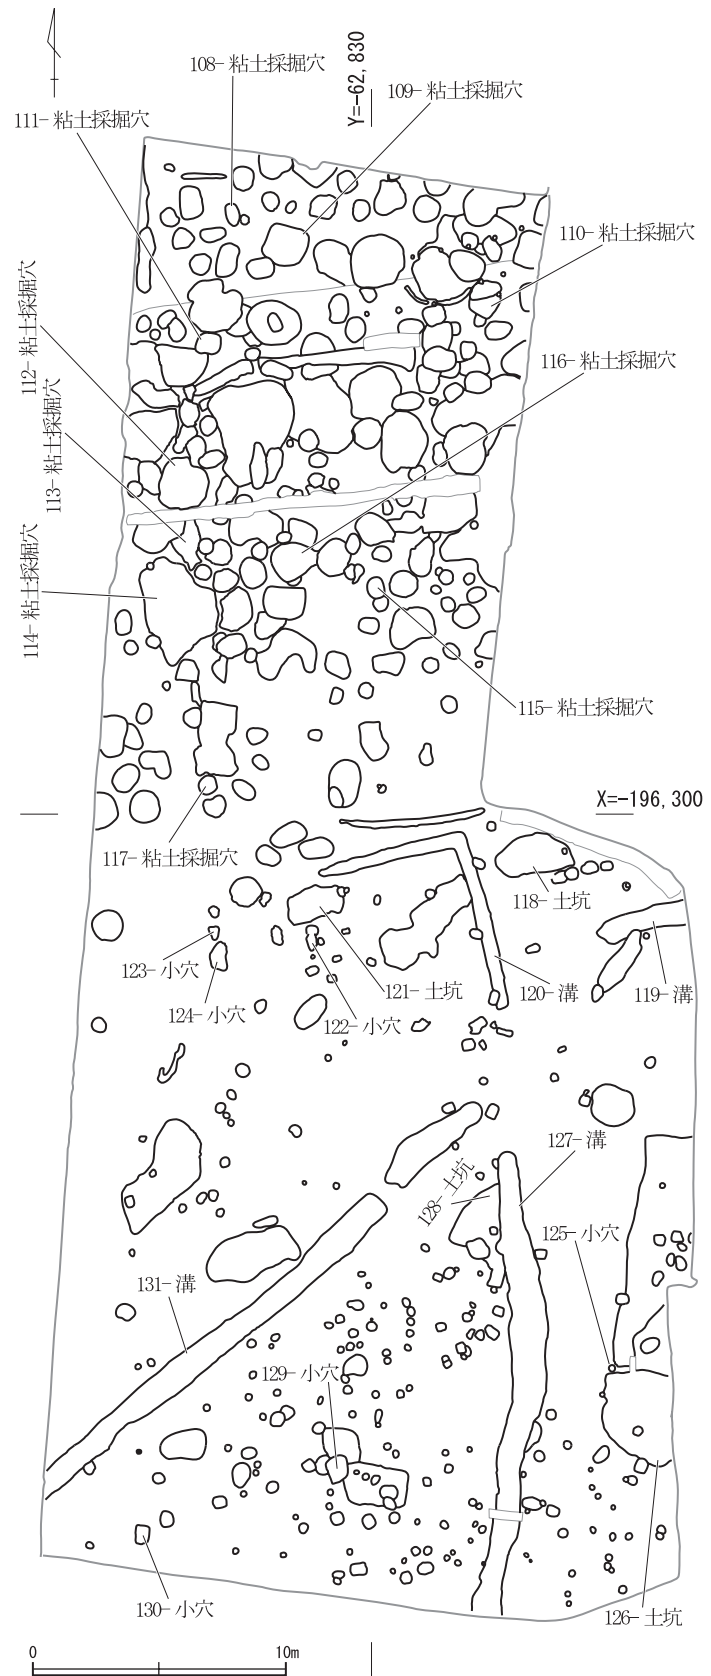 108-粘土採掘穴
Y=-62, 830
109-粘土採掘穴
111-粘土採掘穴
110-粘土採掘穴
112-粘土採掘穴
116-粘土採掘穴
113-粘土採掘穴
114-粘土採掘穴
115-粘土採掘穴
X=-196, 300
117-粘土採掘穴
118-土坑
123-小穴
121-土坑
120-溝
119-溝
124-小穴
122-小穴
127-溝
128-土坑
125-小穴
131-溝
129-小穴
130-小穴
126-土坑
0
10m